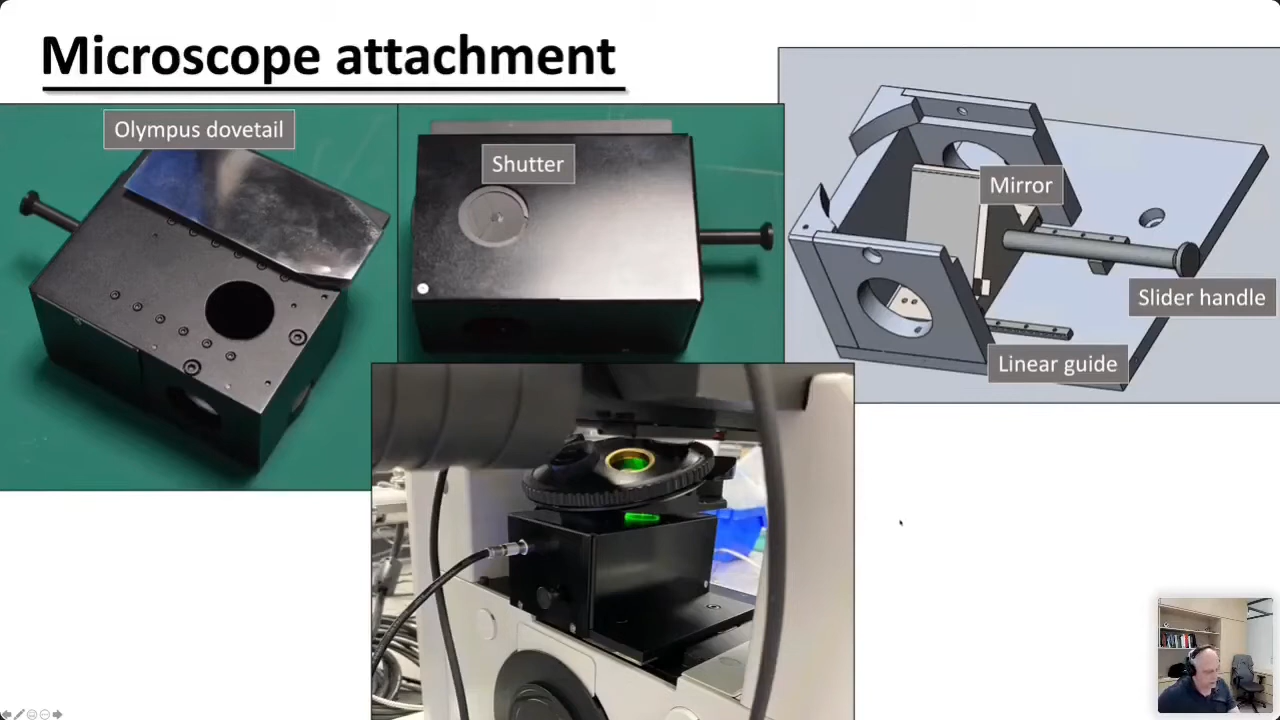 Microscope attachment
Olympus dovetail
Shutter
Mirror
Slider handle
Linear guide